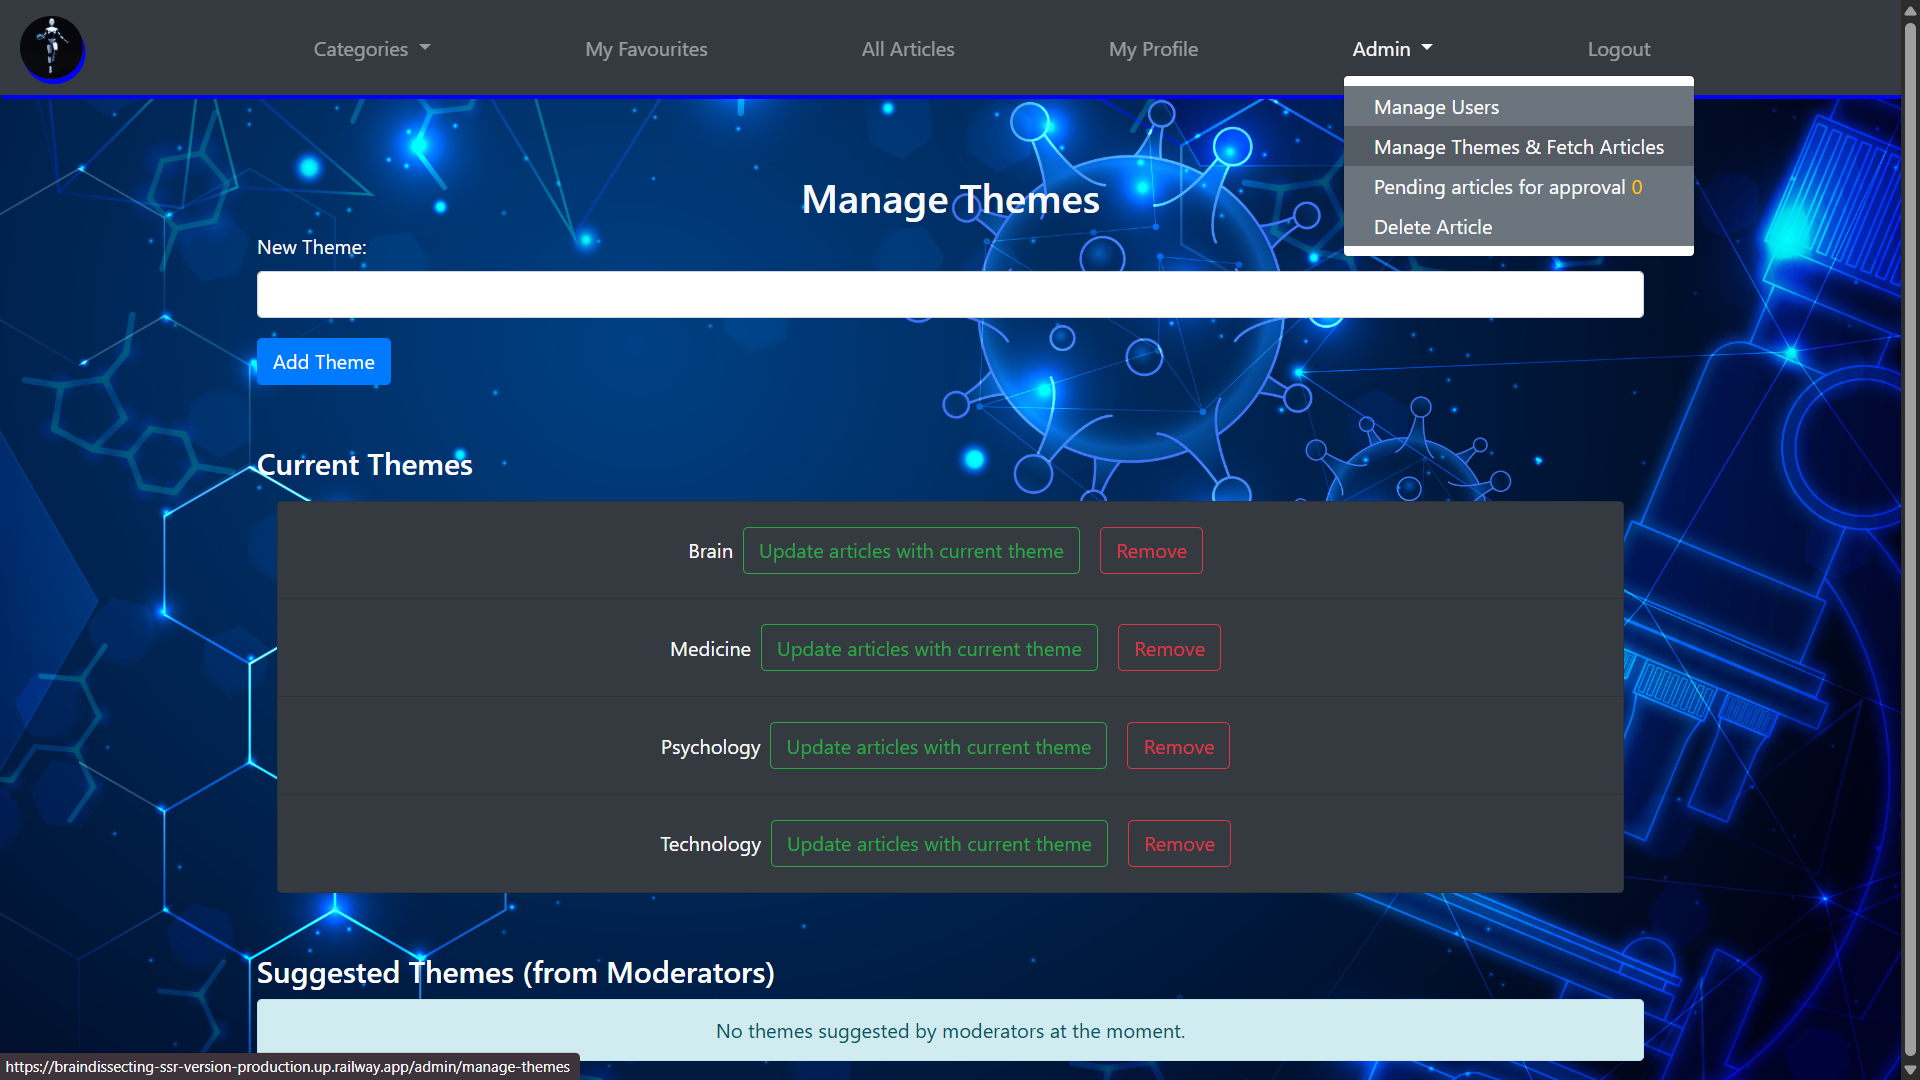 Categories My Favourites All Articles My Profile Admin Logout
Manage Users
Manage Themes & Fetch Articles
Pending articles for approval 0
Delete Article
Manage Themes
New Theme:
Add Theme
Current Themes
Brain Update articles with current theme Remove
Medicine Update articles with current theme Remove
Psychology Update articles with current theme Remove
Technology Update articles with current theme Remove
Suggested Themes (from Moderators)
No themes suggested by moderators at the moment.
https://braindissecting-ssr-version-production.up.railway.app/admin/manage-themes